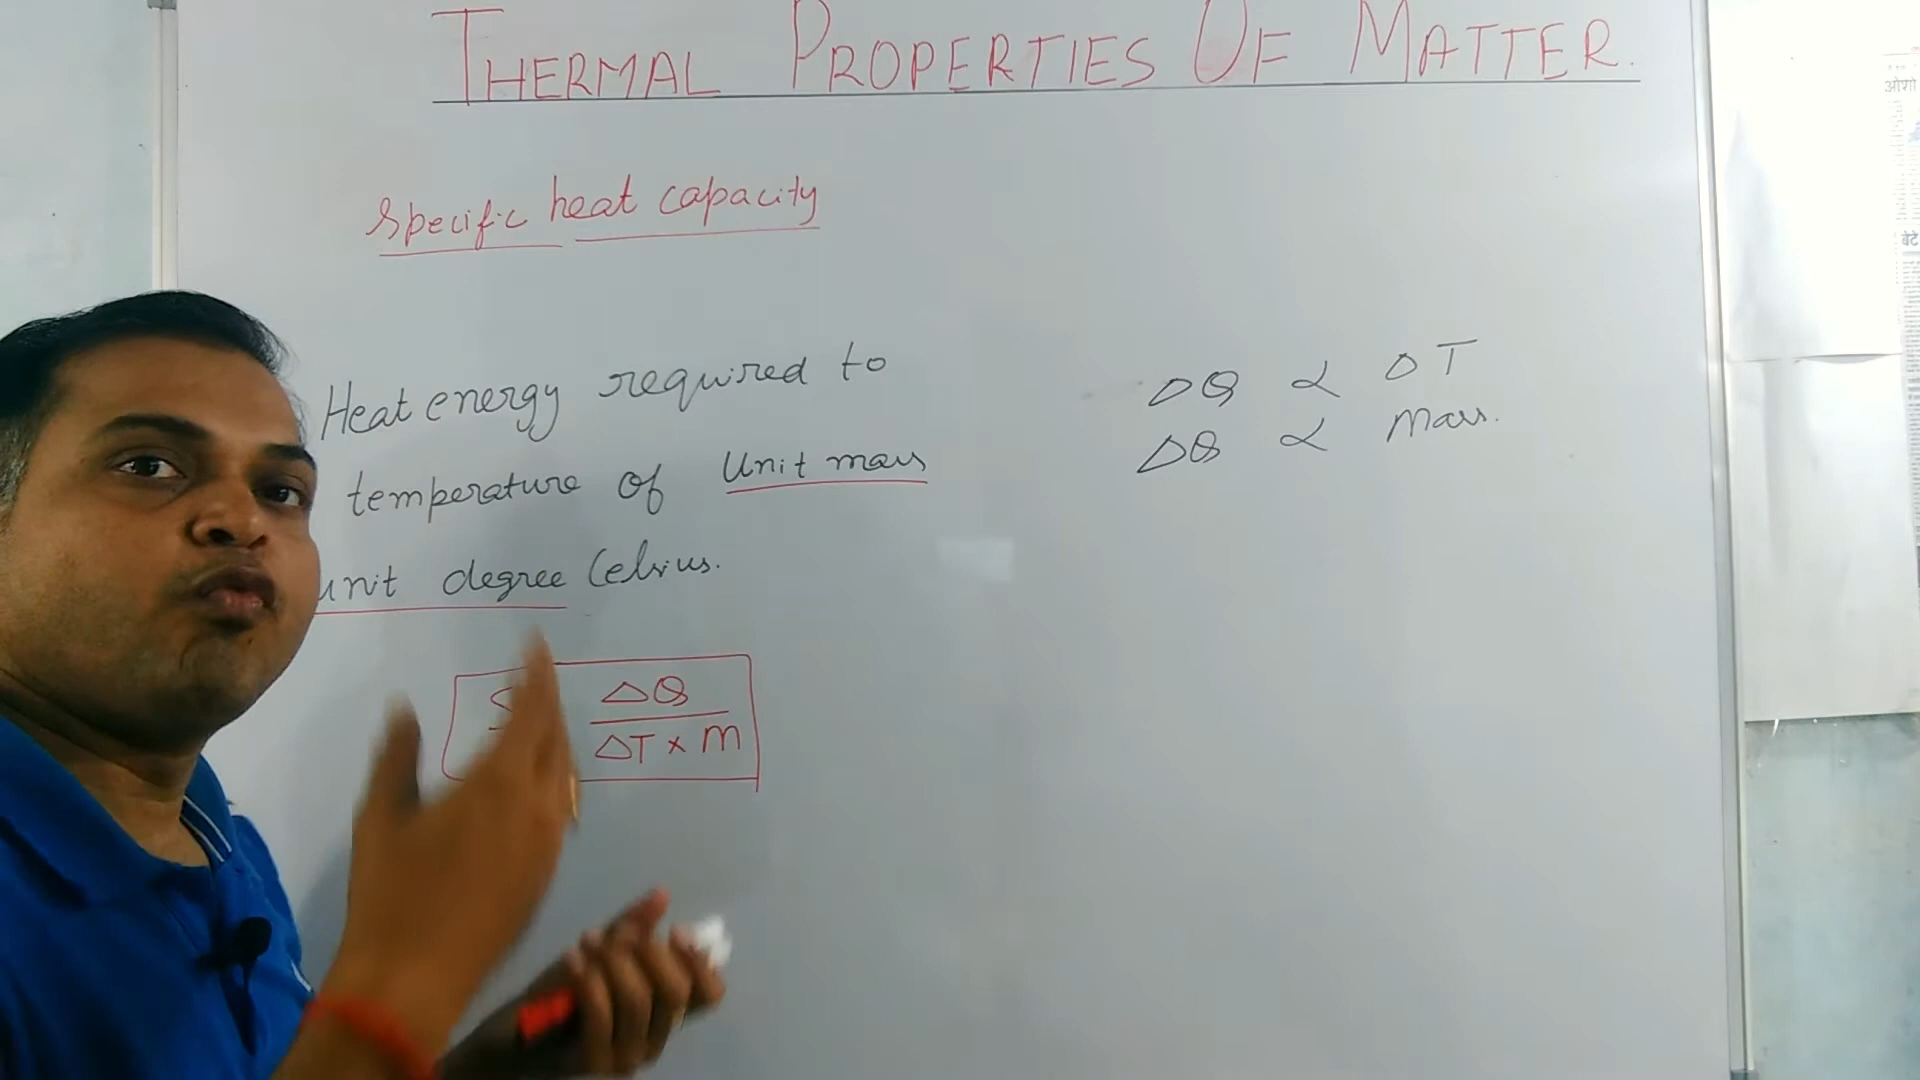 THERMAL PROPERTIES OF MATTER.
Specific heat capacity
Heat energy required to
temperature of Unit mass
unit degree Celsius.
S ΔQ
ΔT × m
ΔQ ∝ ΔT
ΔQ ∝ Mass.
ओशो
बेटे